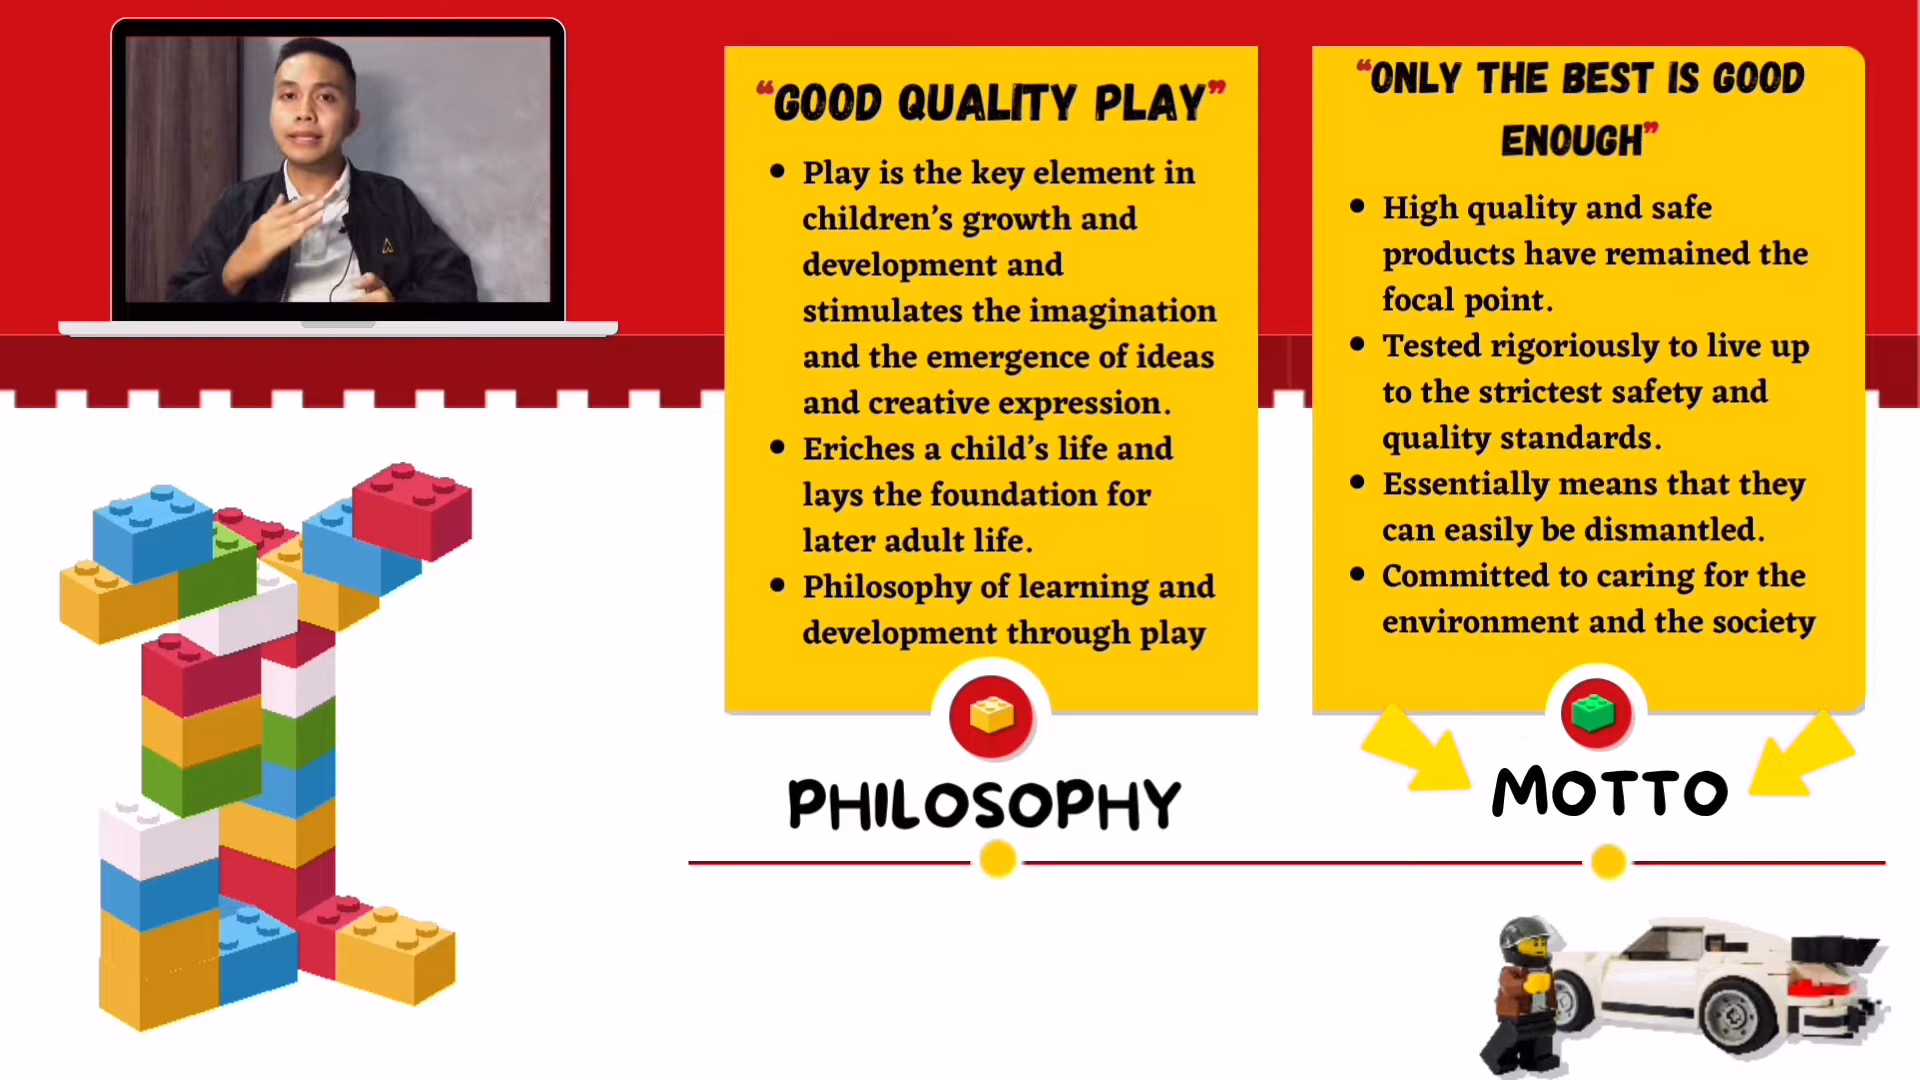 “GOOD QUALITY PLAY”
• Play is the key element in
children’s growth and
development and
stimulates the imagination
and the emergence of ideas
and creative expression.
• Eriches a child’s life and
lays the foundation for
later adult life.
• Philosophy of learning and
development through play
PHILOSOPHY
“ONLY THE BEST IS GOOD
ENOUGH”
• High quality and safe
products have remained the
focal point.
• Tested rigoriously to live up
to the strictest safety and
quality standards.
• Essentially means that they
can easily be dismantled.
• Committed to caring for the
environment and the society
MOTTO